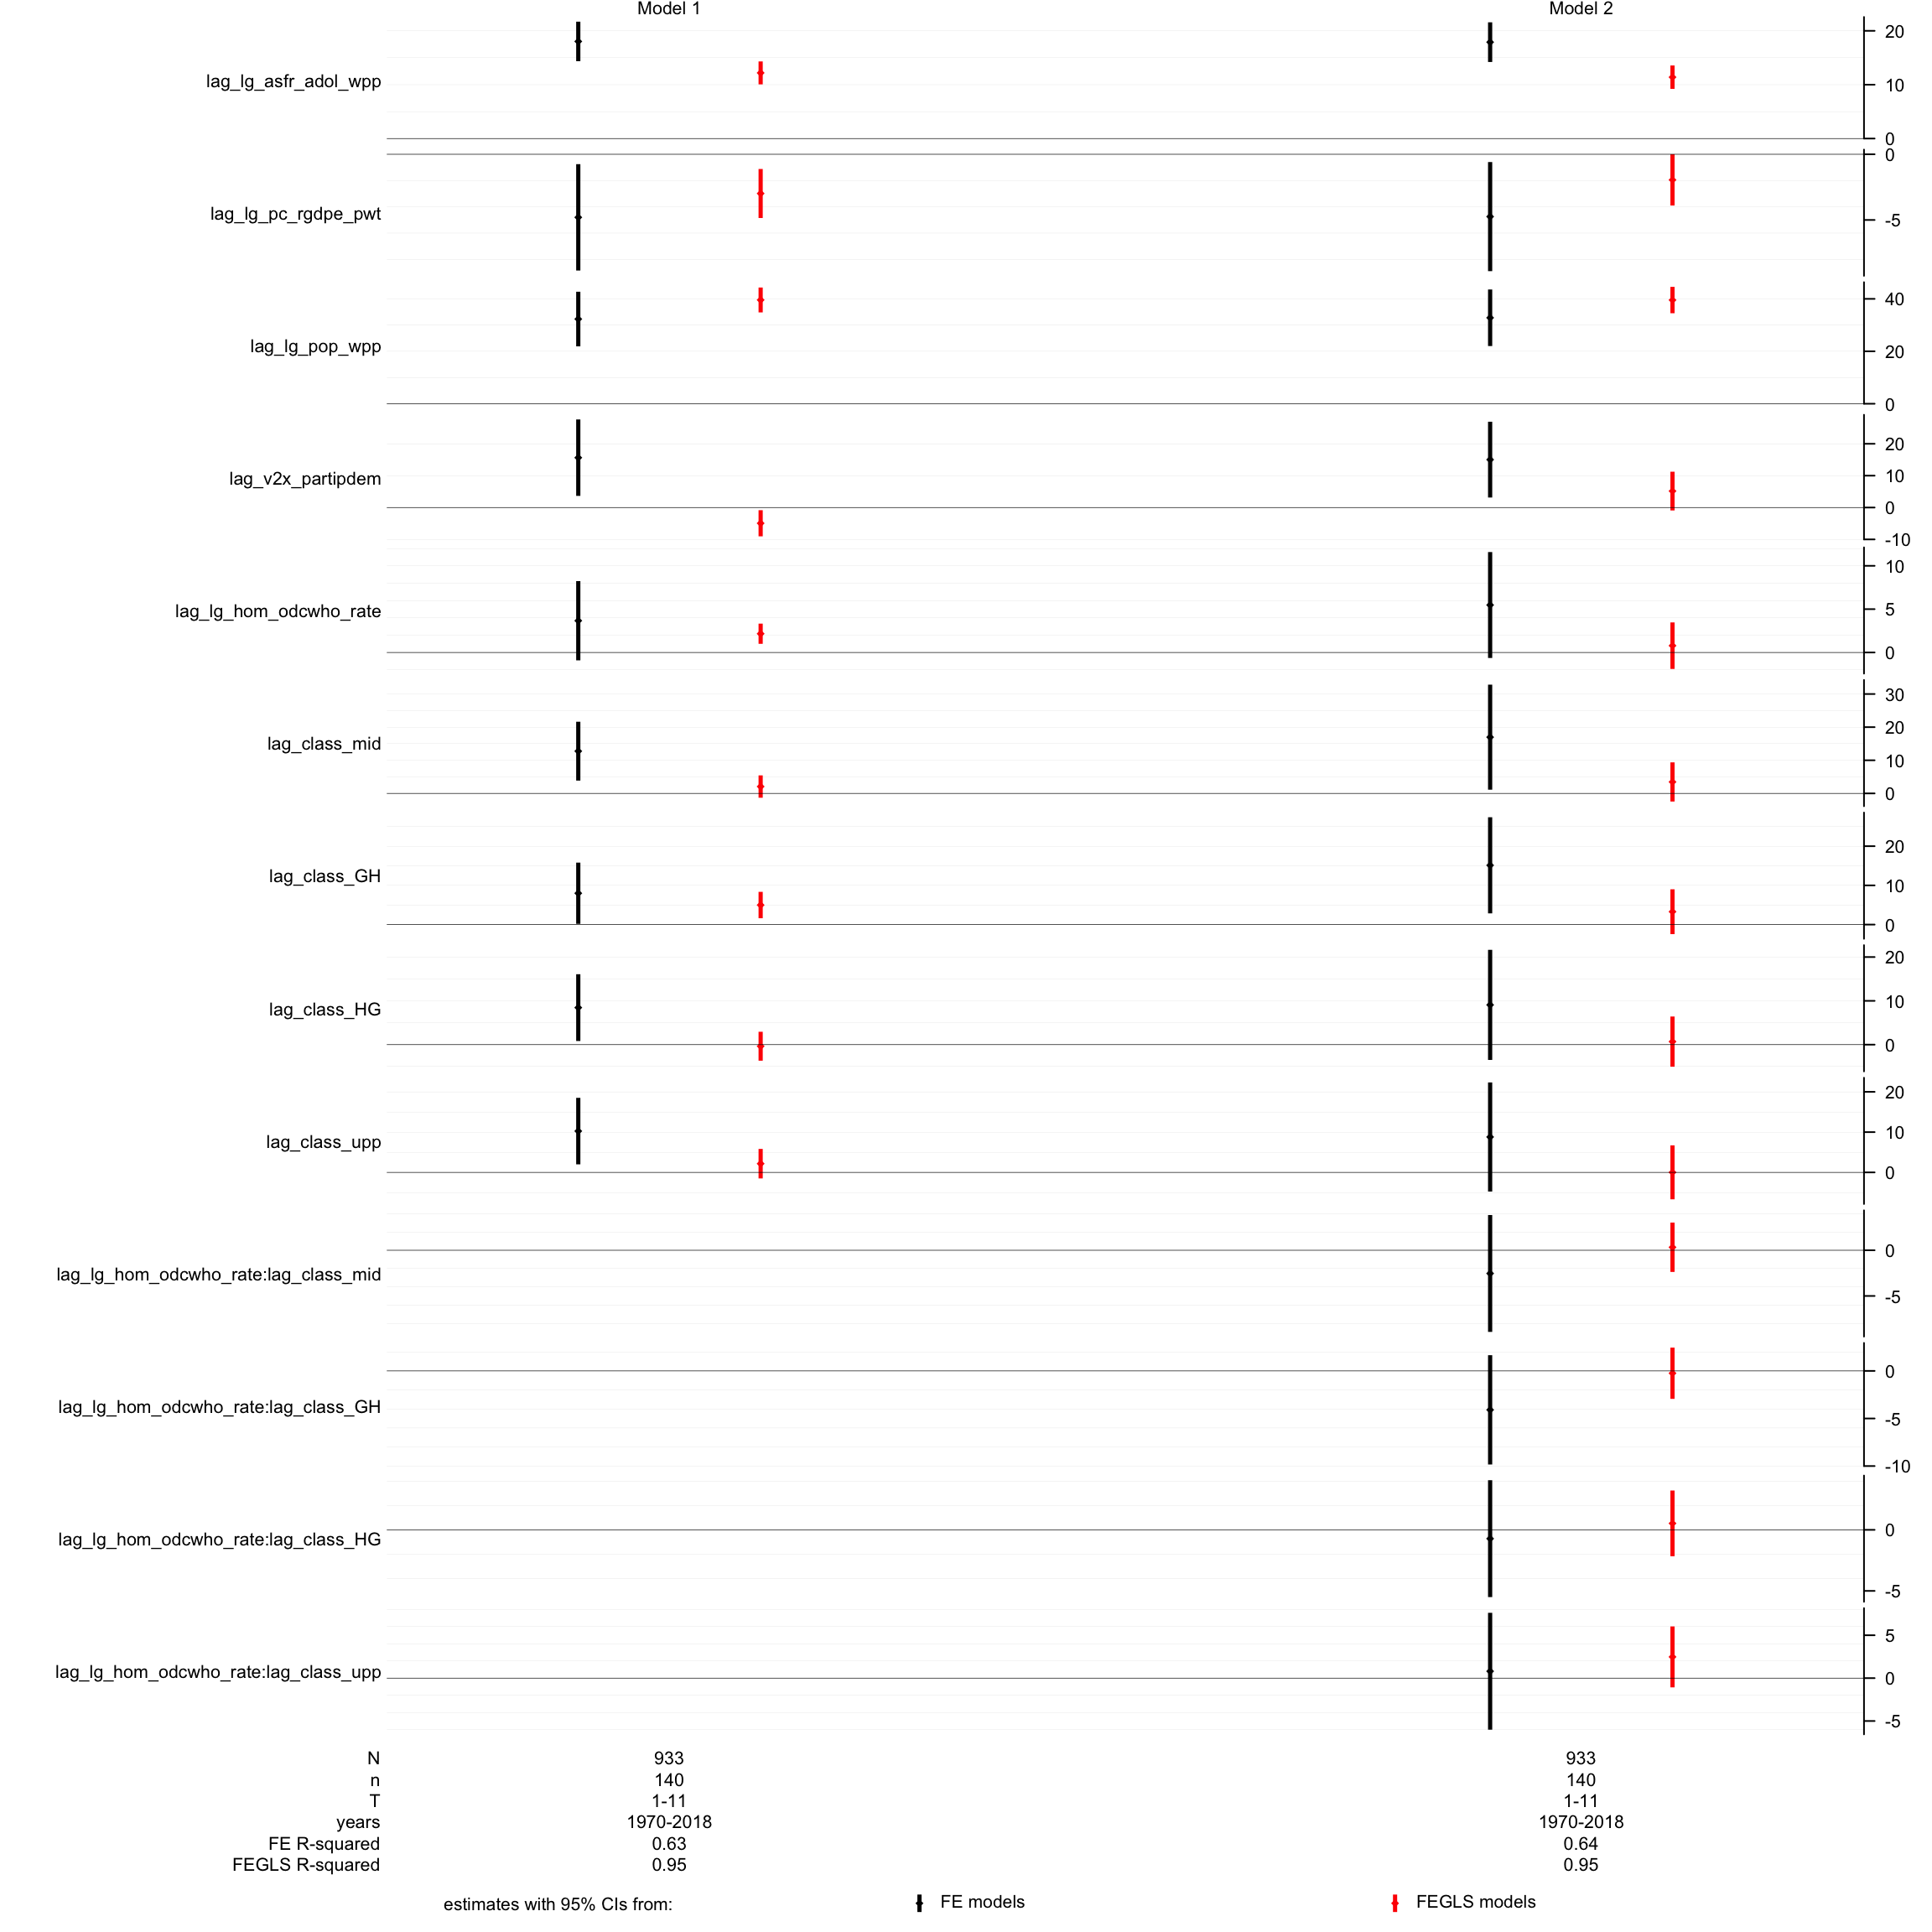 Model 1 Model 2
20
lag_lg_asfr_adol_wpp
10
0
0
lag_lg_pc_rgdpe_pwt
-5
40
lag_lg_pop_wpp
20
0
20
lag_v2x_partipdem
10
0
-10
10
lag_lg_hom_odcwho_rate
5
0
30
20
lag_class_mid
10
0
20
lag_class_GH
10
0
20
10
lag_class_HG
0
20
10
lag_class_upp
0
0
lag_lg_hom_odcwho_rate:lag_class_mid
-5
0
lag_lg_hom_odcwho_rate:lag_class_GH
-5
-10
0
lag_lg_hom_odcwho_rate:lag_class_HG
-5
5
lag_lg_hom_odcwho_rate:lag_class_upp
0
-5
N 933 933
n 140 140
T 1-11 1-11
years 1970-2018 1970-2018
FE R-squared 0.63 0.64
FEGLS R-squared 0.95 0.95
estimates with 95% CIs from: FE models FEGLS models